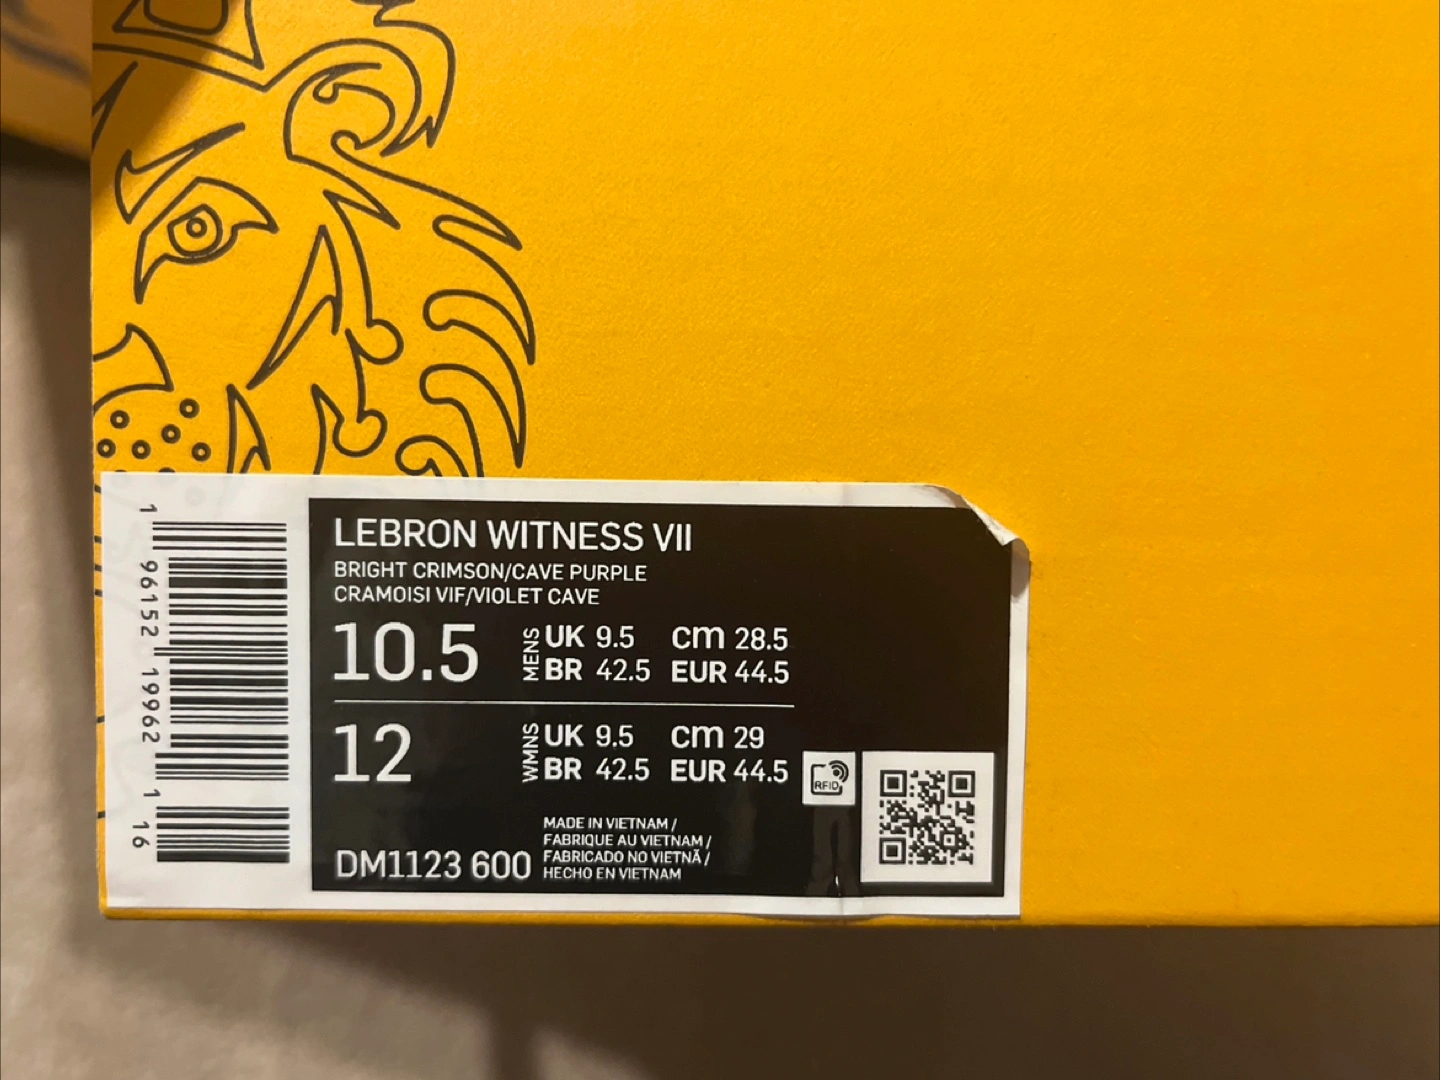 LEBRON WITNESS VII
BRIGHT CRIMSON/CAVE PURPLE
CRAMOISI VIF/VIOLET CAVE
10.5 MENS UK 9.5 cm 28.5
BR 42.5 EUR 44.5
12 WMNS UK 9.5 cm 29
BR 42.5 EUR 44.5
RFID
MADE IN VIETNAM /
FABRIQUE AU VIETNAM /
FABRICADO NO VIETNÃ /
HECHO EN VIETNAM
DM1123 600
1 96152 19962 1 16